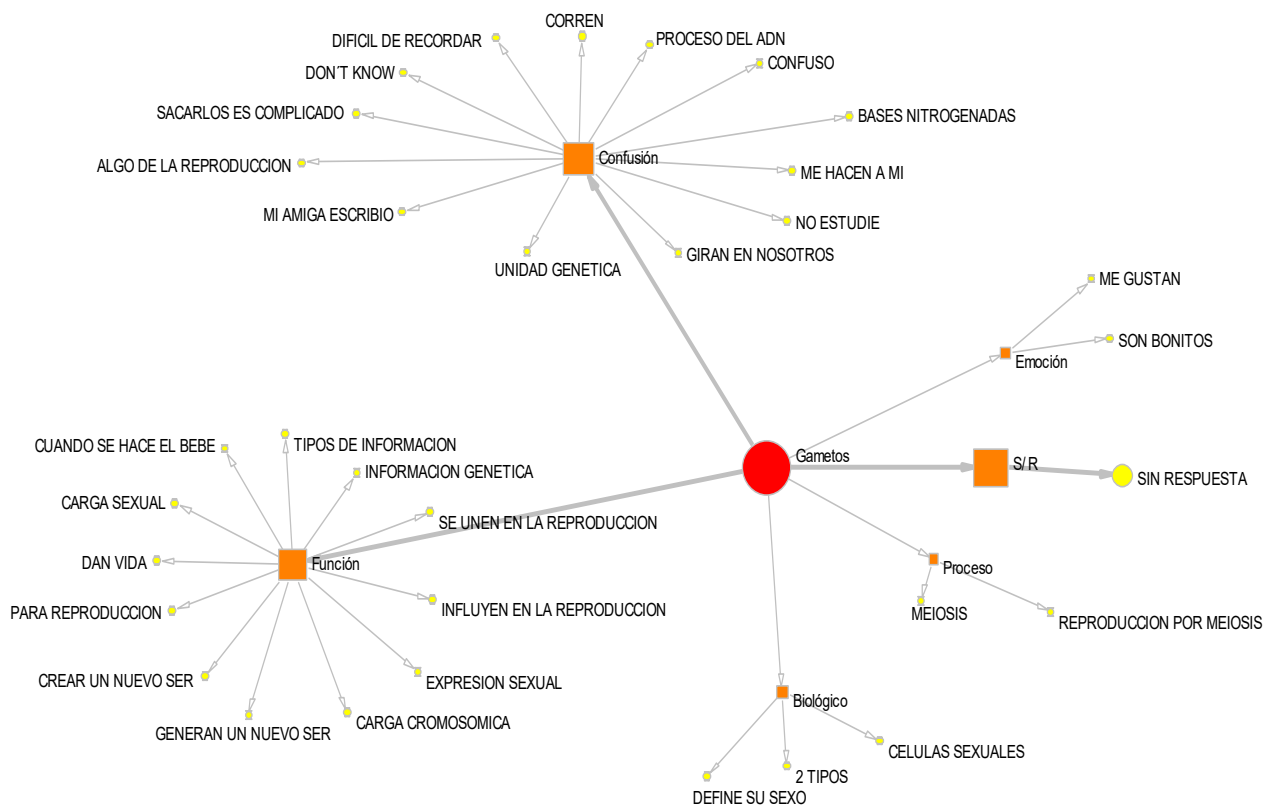 CORREN
DIFICIL DE RECORDAR
PROCESO DEL ADN
CONFUSO
DON´T KNOW
SACARLOS ES COMPLICADO
BASES NITROGENADAS
Confusión
ALGO DE LA REPRODUCCION
ME HACEN A MI
MI AMIGA ESCRIBIO
NO ESTUDIE
GIRAN EN NOSOTROS
UNIDAD GENETICA
ME GUSTAN
SON BONITOS
Emoción
CUANDO SE HACE EL BEBE
TIPOS DE INFORMACION
Gametos
S/ R
INFORMACION GENETICA
SIN RESPUESTA
CARGA SEXUAL
SE UNEN EN LA REPRODUCCION
DAN VIDA
Función
Proceso
PARA REPRODUCCION
INFLUYEN EN LA REPRODUCCION
MEIOSIS
REPRODUCCION POR MEIOSIS
CREAR UN NUEVO SER
EXPRESION SEXUAL
Biológico
GENERAN UN NUEVO SER
CARGA CROMOSOMICA
CELULAS SEXUALES
2 TIPOS
DEFINE SU SEXO